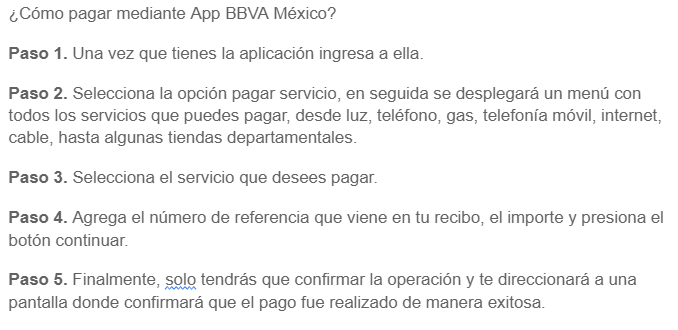 ¿Cómo pagar mediante App BBVA México?
Paso 1. Una vez que tienes la aplicación ingresa a ella.
Paso 2. Selecciona la opción pagar servicio, en seguida se desplegará un menú con
todos los servicios que puedes pagar, desde luz, teléfono, gas, telefonía móvil, internet,
cable, hasta algunas tiendas departamentales.
Paso 3. Selecciona el servicio que desees pagar.
Paso 4. Agrega el número de referencia que viene en tu recibo, el importe y presiona el
botón continuar.
Paso 5. Finalmente, solo tendrás que confirmar la operación y te direccionará a una
pantalla donde confirmará que el pago fue realizado de manera exitosa.